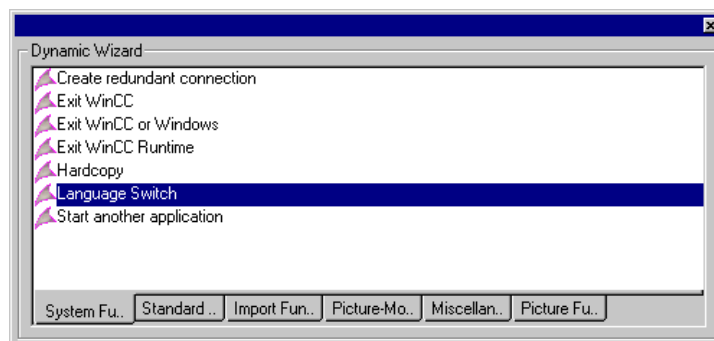 Dynamic Wizard
Create redundant connection
Exit WinCC
Exit WinCC or Windows
Exit WinCC Runtime
Hardcopy
Language Switch
Start another application
System Fu.. Standard .. Import Fun.. Picture-Mo.. Miscellan.. Picture Fu..